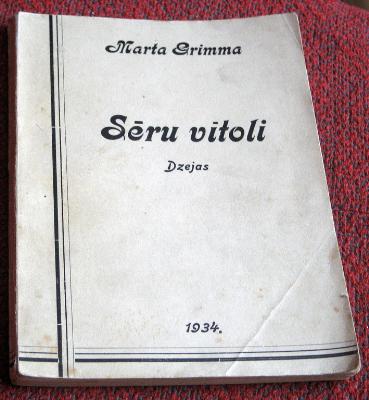 Marta Grimma
Sēru vītoli
Dzejas
1934.